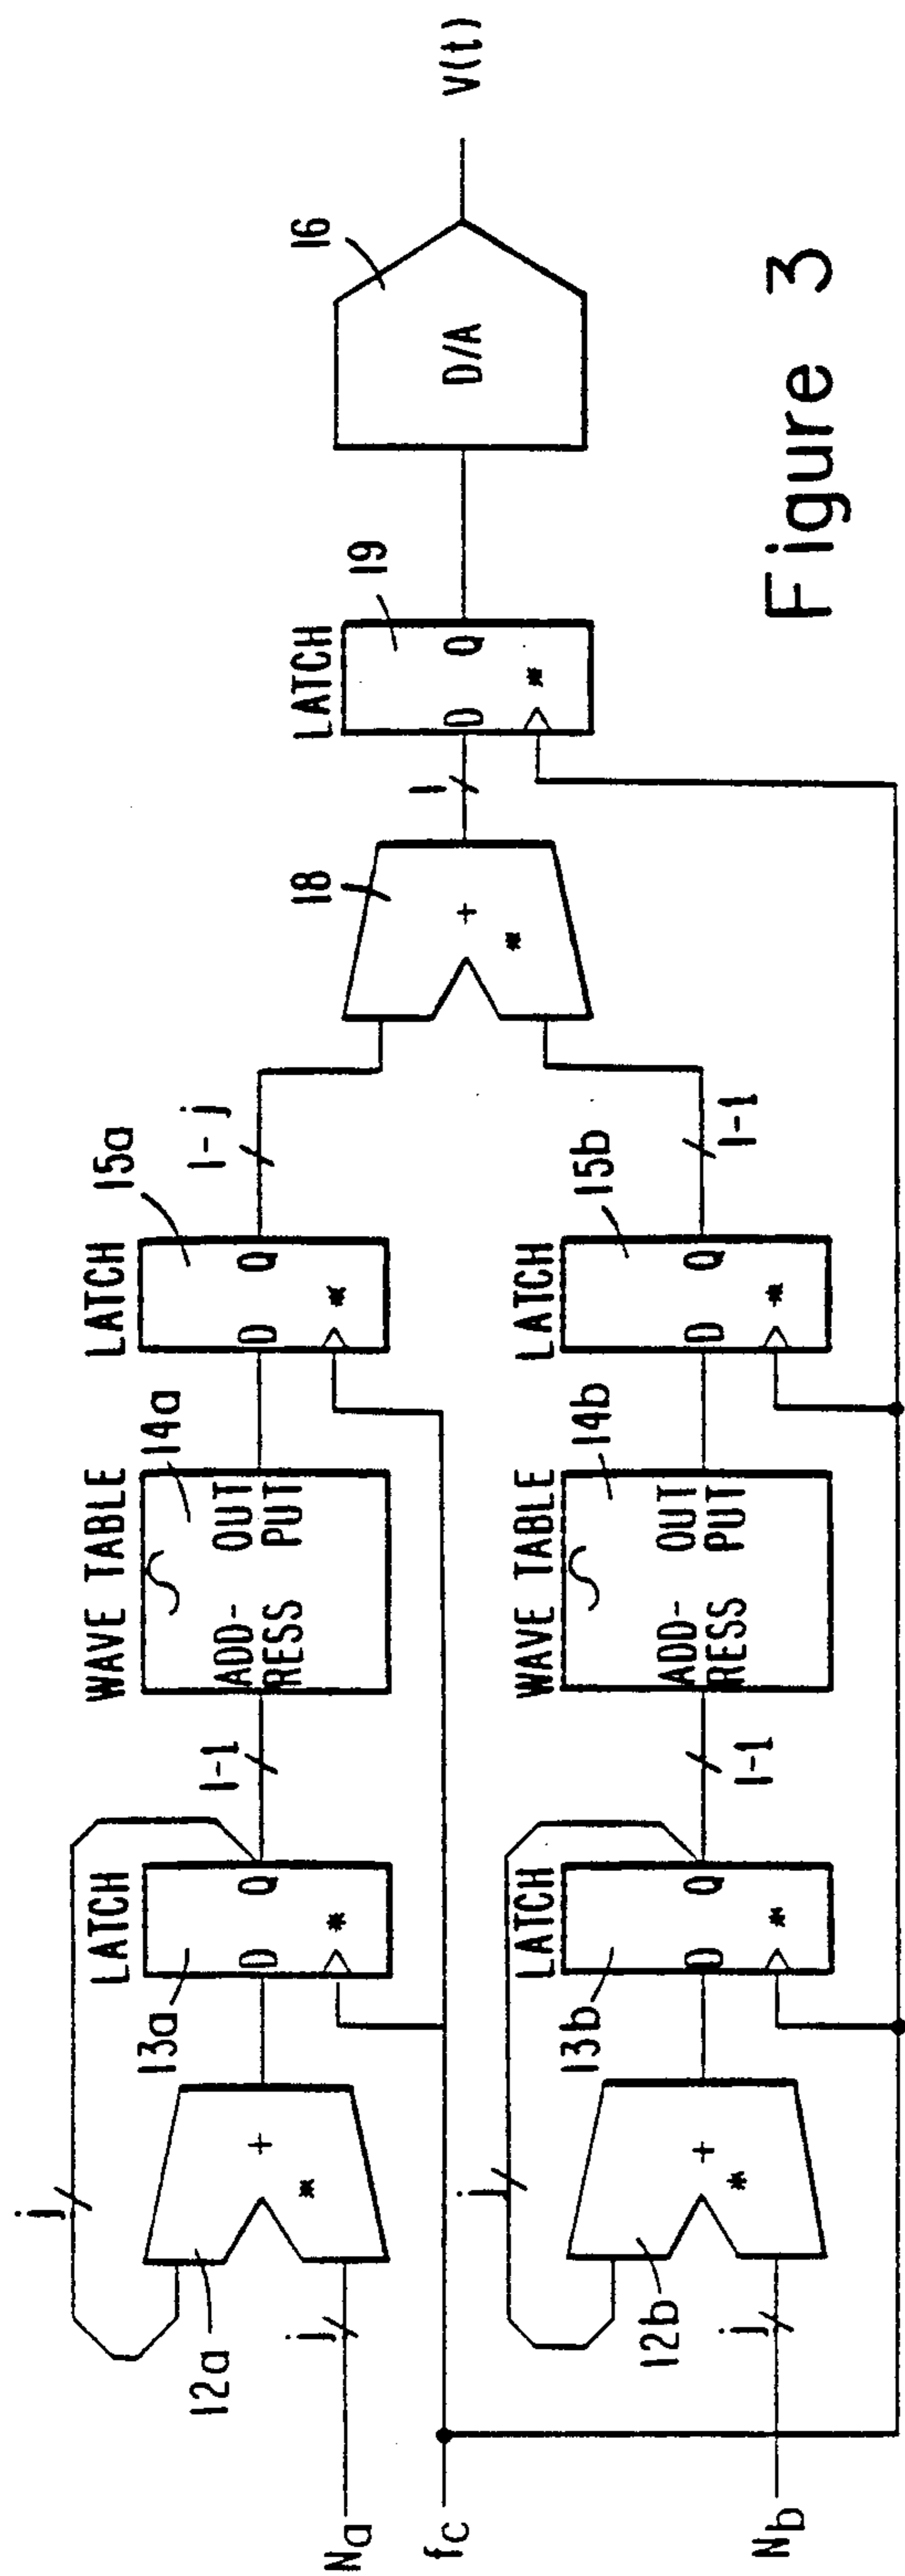 Na
fc
Nb
j
j
12a
+
*
13a
LATCH
D Q
*
l-1
WAVE TABLE
14a
ADD-
RESS
OUT
PUT
LATCH
15a
D Q
*
l-j
j
j
12b
+
*
13b
LATCH
D Q
*
l-1
WAVE TABLE
14b
ADD-
RESS
OUT
PUT
LATCH
15b
D Q
*
l-1
18
+
*
l
LATCH
19
D Q
*
16
D/A
V(t)
Figure 3